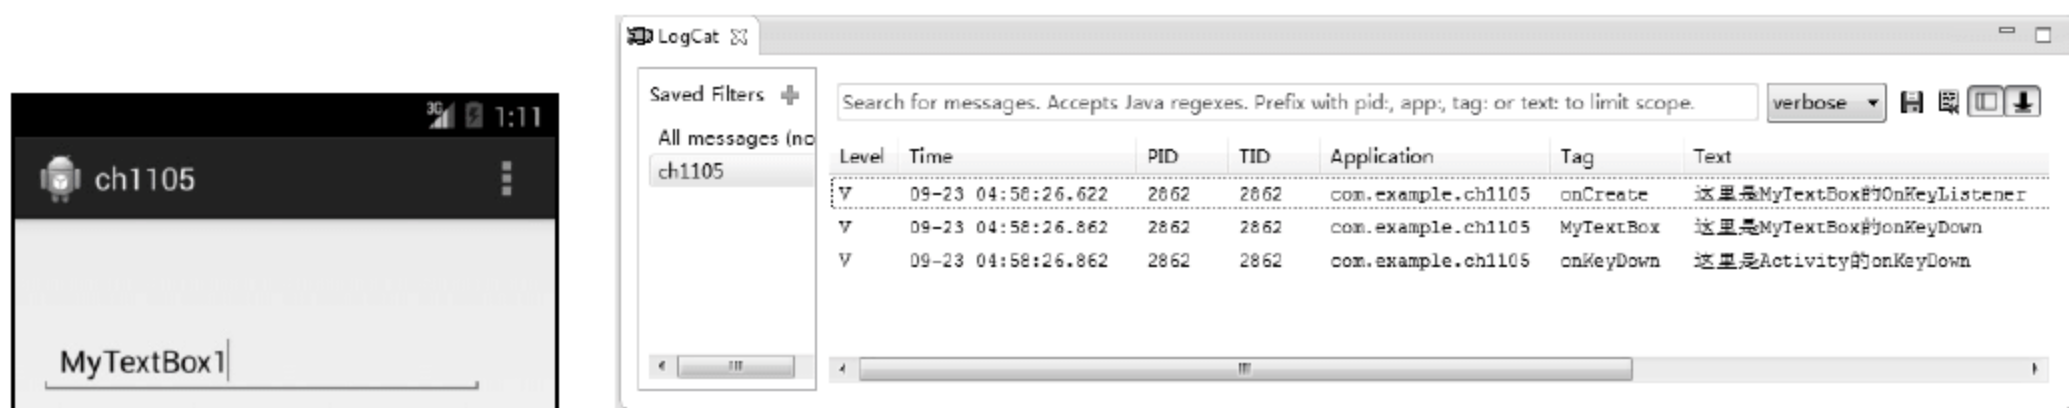 3G 1:11
ch1105
MyTextBox1
LogCat
Saved Filters
All messages (no
ch1105
Search for messages. Accepts Java regexes. Prefix with pid:, app:, tag: or text: to limit scope.
verbose
Level Time PID TID Application Tag Text
V 09-23 04:58:26.622 2862 2862 com.example.ch1105 onCreate 这里是MyTextBox的OnKeyListener
V 09-23 04:58:26.862 2862 2862 com.example.ch1105 MyTextBox 这里是MyTextBox的onKeyDown
V 09-23 04:58:26.862 2862 2862 com.example.ch1105 onKeyDown 这里是Activity的onKeyDown